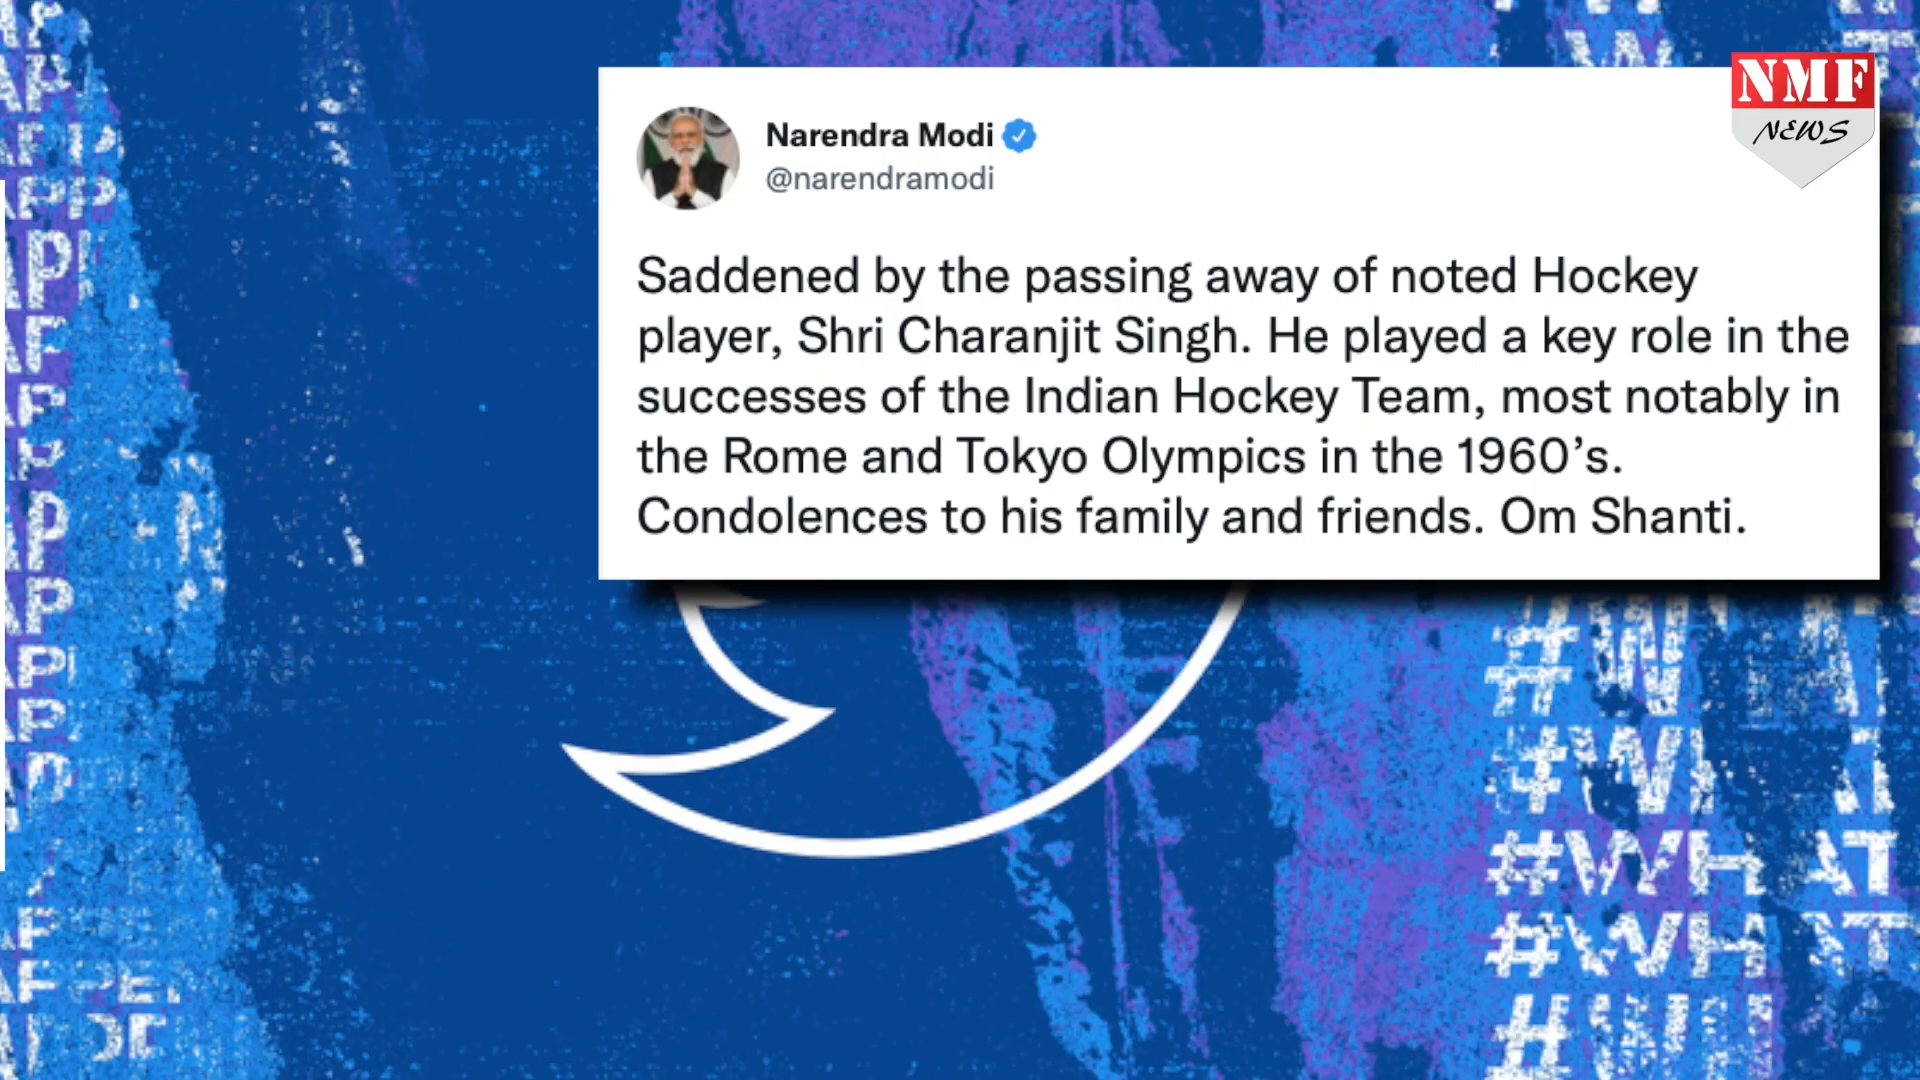 NMF
NEWS
Narendra Modi
@narendramodi
Saddened by the passing away of noted Hockey
player, Shri Charanjit Singh. He played a key role in the
successes of the Indian Hockey Team, most notably in
the Rome and Tokyo Olympics in the 1960’s.
Condolences to his family and friends. Om Shanti.
#WHAT
#WHAT